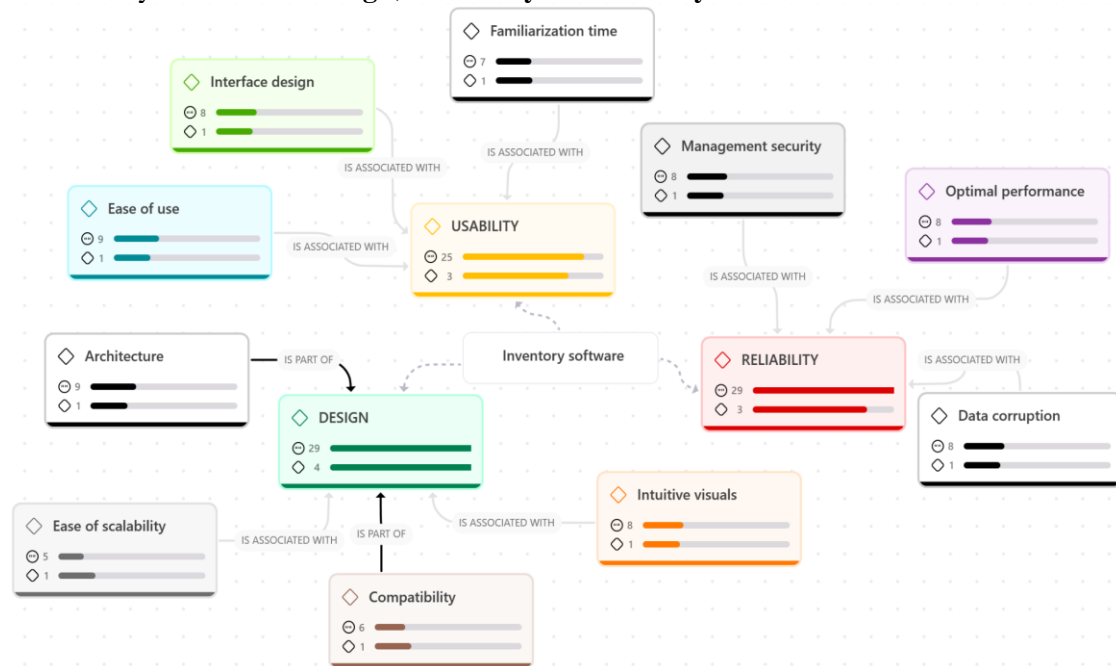 Familiarization time
7
1
Interface design
8
1
IS ASSOCIATED WITH
IS ASSOCIATED WITH
Management security
8
1
Optimal performance
8
1
Ease of use
9
1
IS ASSOCIATED WITH
USABILITY
25
3
IS ASSOCIATED WITH
IS ASSOCIATED WITH
Architecture
9
1
IS PART OF
Inventory software
RELIABILITY
29
3
IS ASSOCIATED WITH
DESIGN
29
4
Data corruption
8
1
Intuitive visuals
8
1
Ease of scalability
5
1
IS ASSOCIATED WITH
IS PART OF
IS ASSOCIATED WITH
Compatibility
6
1